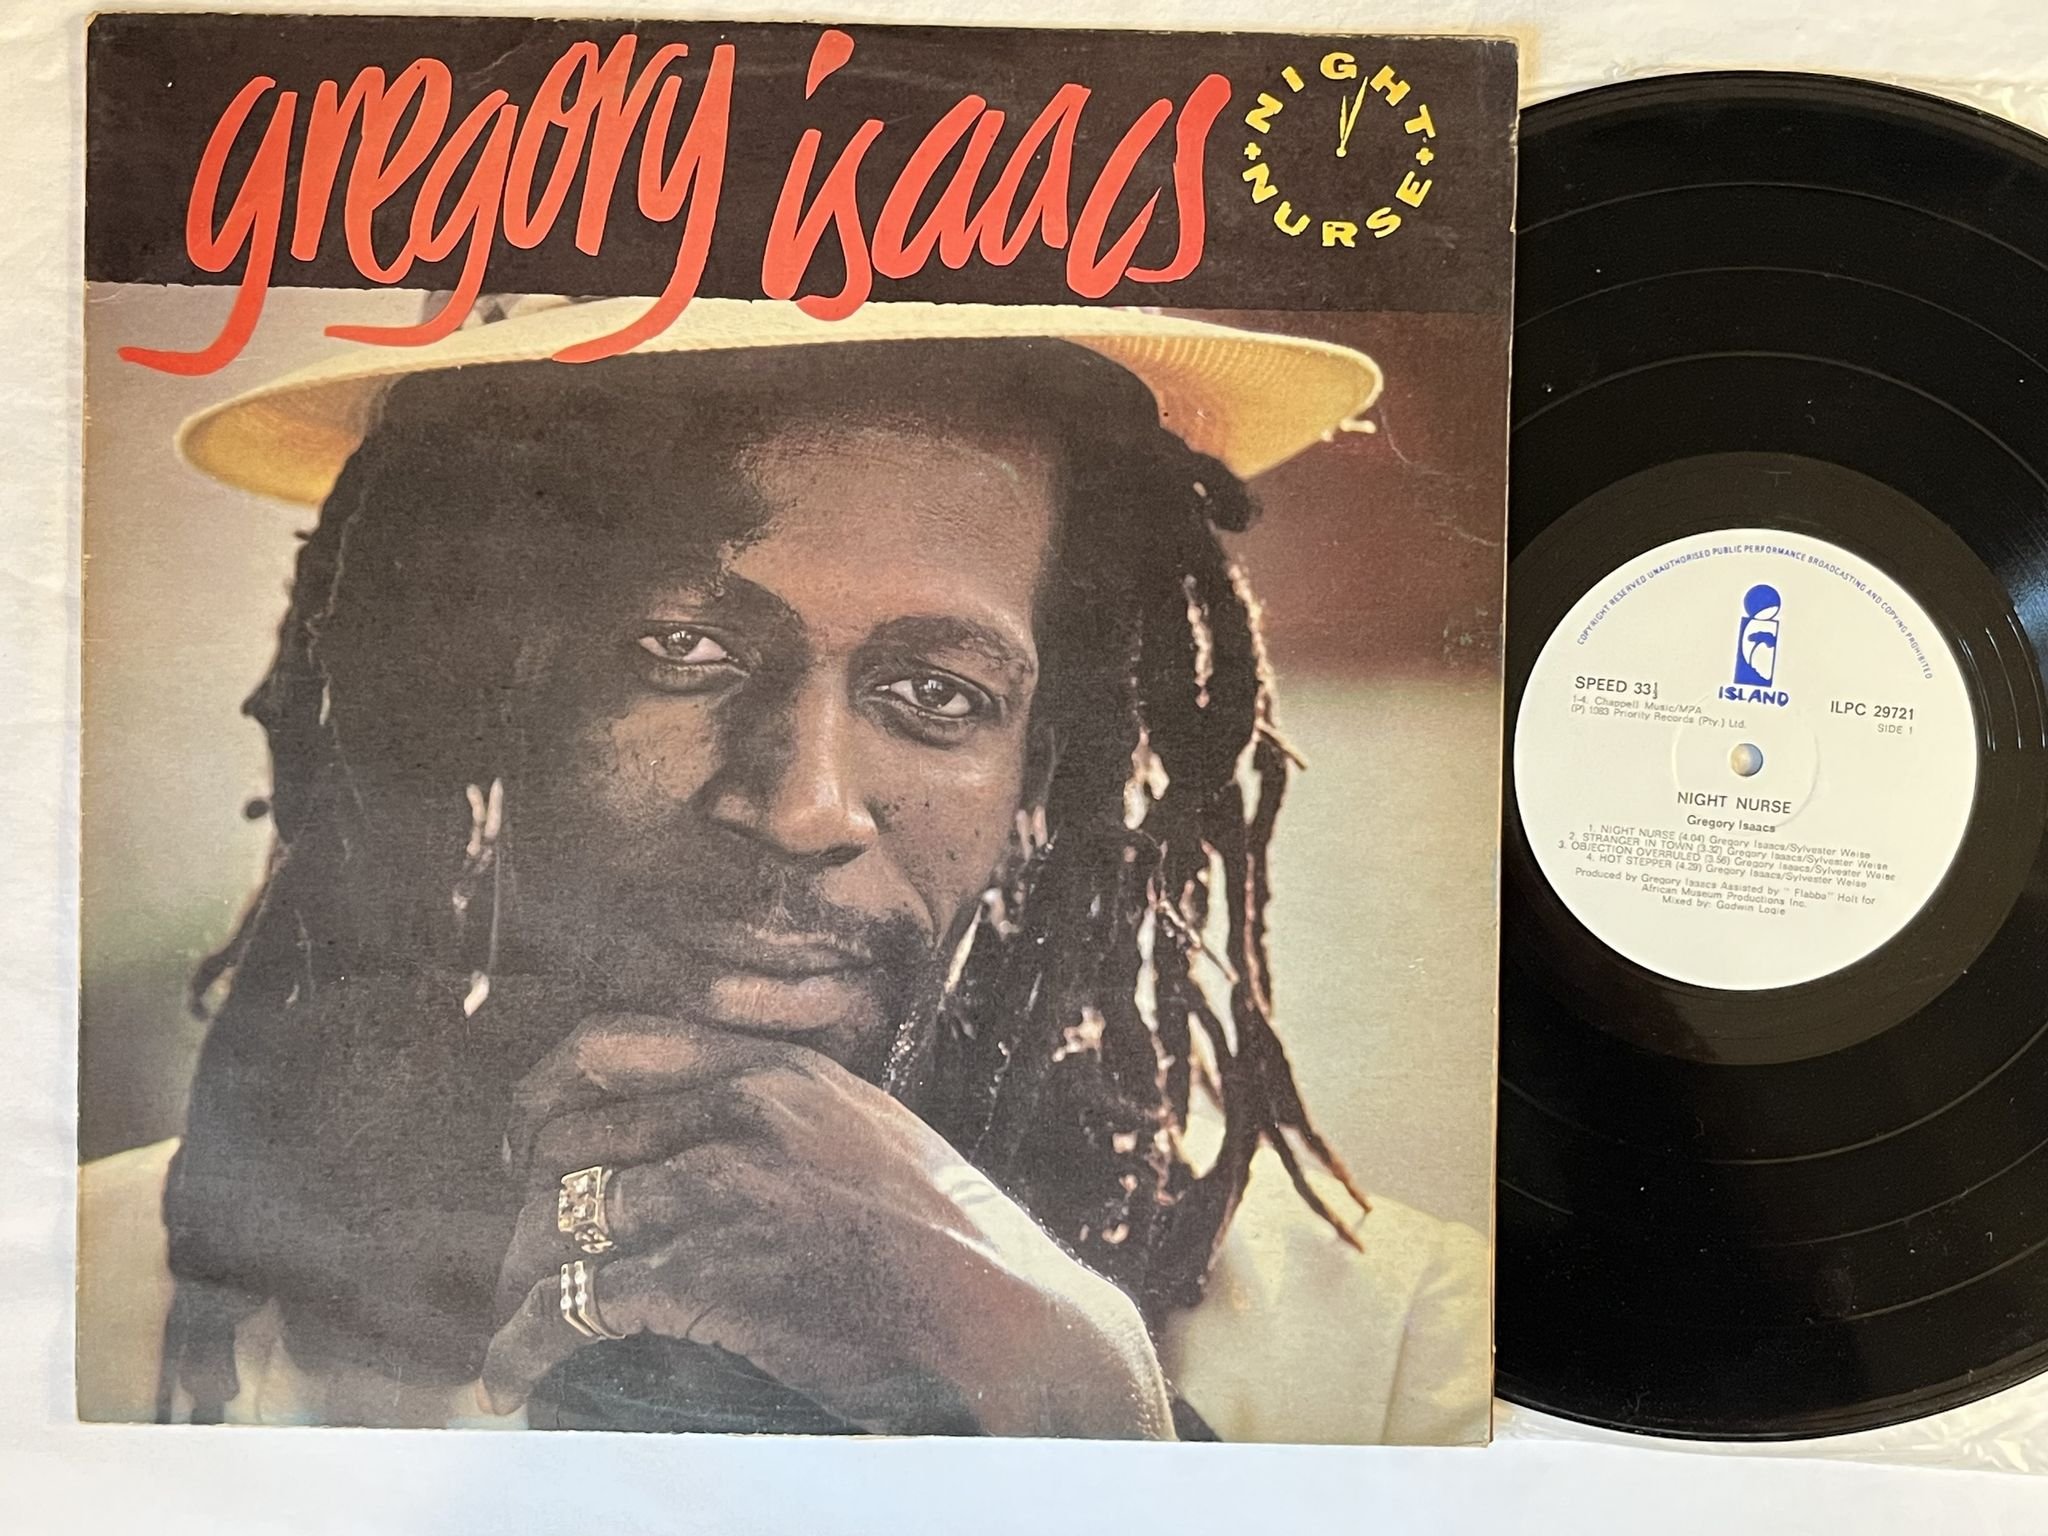 gregory isaacs
NIGHT
+ NURSE +
COPYRIGHT RESERVED UNAUTHORISED PUBLIC PERFORMANCE BROADCASTING AND COPYING PROHIBITED
ISLAND
SPEED 33⅓
1-4. Chappell Music/MPA
(P) 1983 Priority Records (Pty.) Ltd.
ILPC 29721
SIDE 1
NIGHT NURSE
Gregory Isaacs
1. NIGHT NURSE (4.04) Gregory Isaacs/Sylvester Weise
2. STRANGER IN TOWN (3.32) Gregory Isaacs/Sylvester Weise
3. OBJECTION OVERRULED (3.56) Gregory Isaacs/Sylvester Weise
4. HOT STEPPER (4.29) Gregory Isaacs/Sylvester Weise
Produced by Gregory Isaacs Assisted by " Flabba" Holt for
African Museum Productions Inc.
Mixed by: Godwin Logie